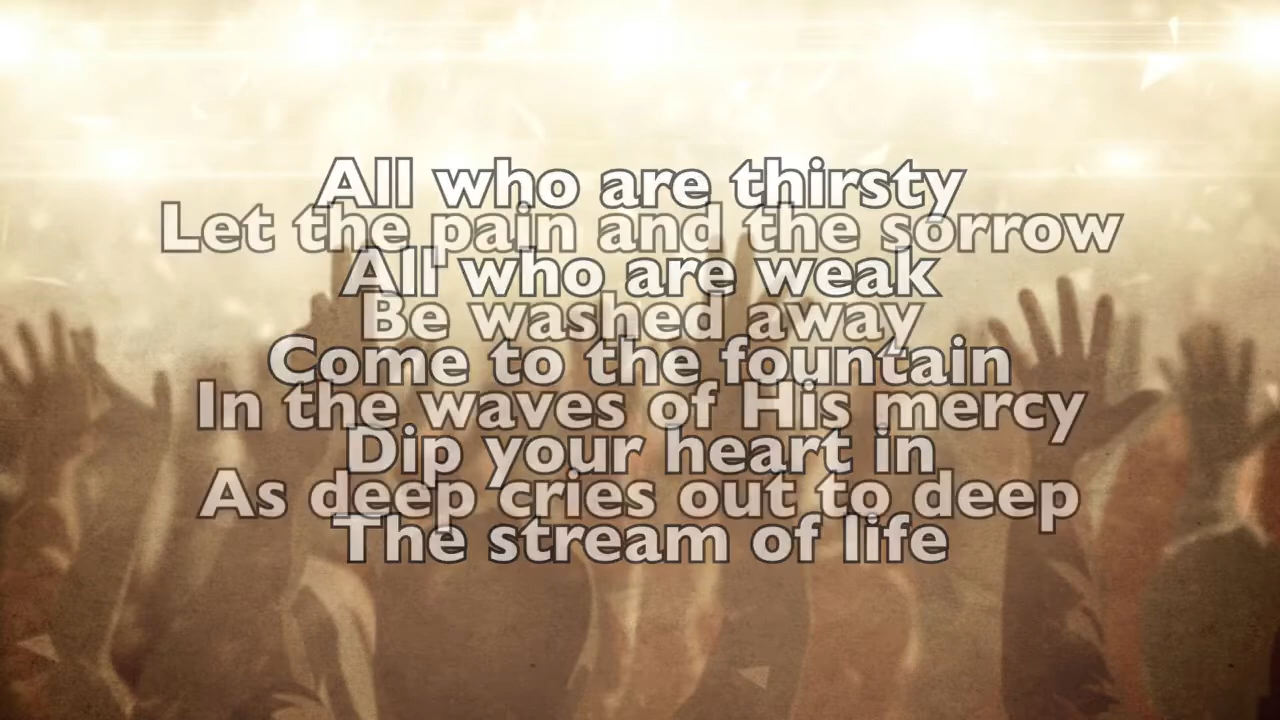 All who are thirsty
Let the pain and the sorrow
All who are weak
Be washed away
Come to the fountain
In the waves of His mercy
Dip your heart in
As deep cries out to deep
The stream of life